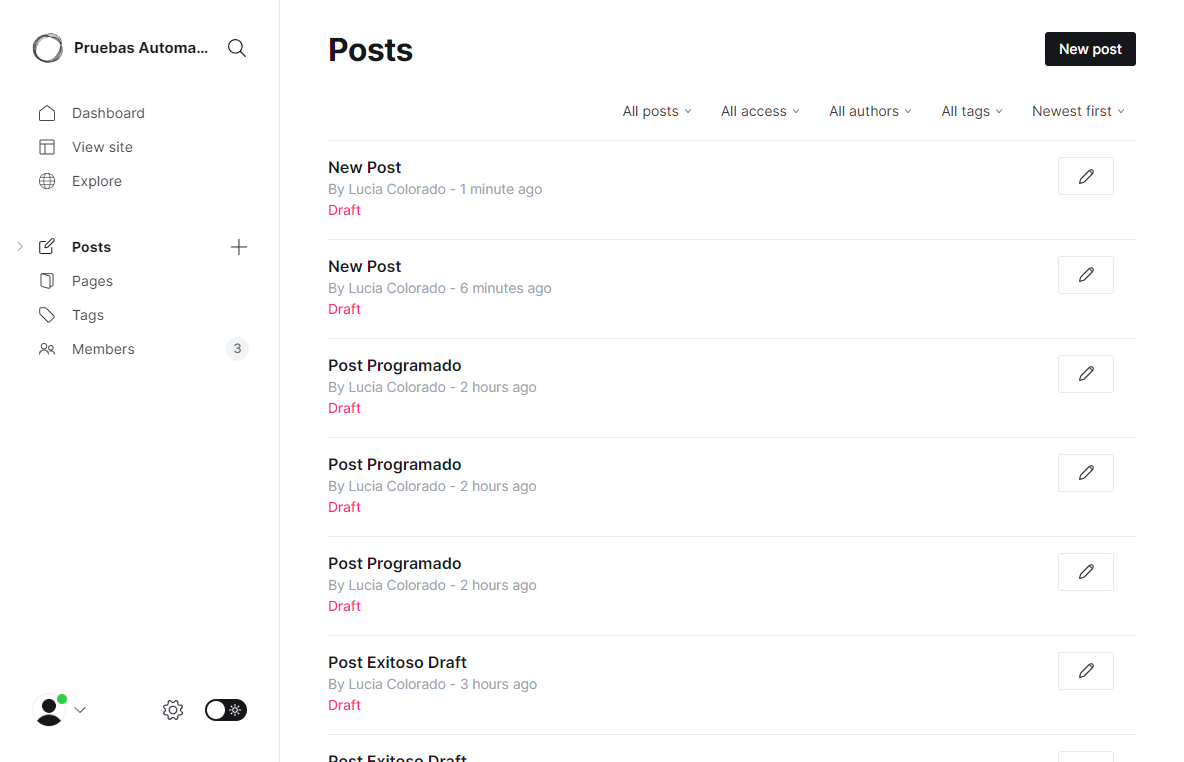 Pruebas Automa...
Dashboard
View site
Explore
Posts
Pages
Tags
Members 3
Posts
New post
All posts All access All authors All tags Newest first
New Post
By Lucia Colorado - 1 minute ago
Draft
New Post
By Lucia Colorado - 6 minutes ago
Draft
Post Programado
By Lucia Colorado - 2 hours ago
Draft
Post Programado
By Lucia Colorado - 2 hours ago
Draft
Post Programado
By Lucia Colorado - 2 hours ago
Draft
Post Exitoso Draft
By Lucia Colorado - 3 hours ago
Draft
Post Exitoso Draft